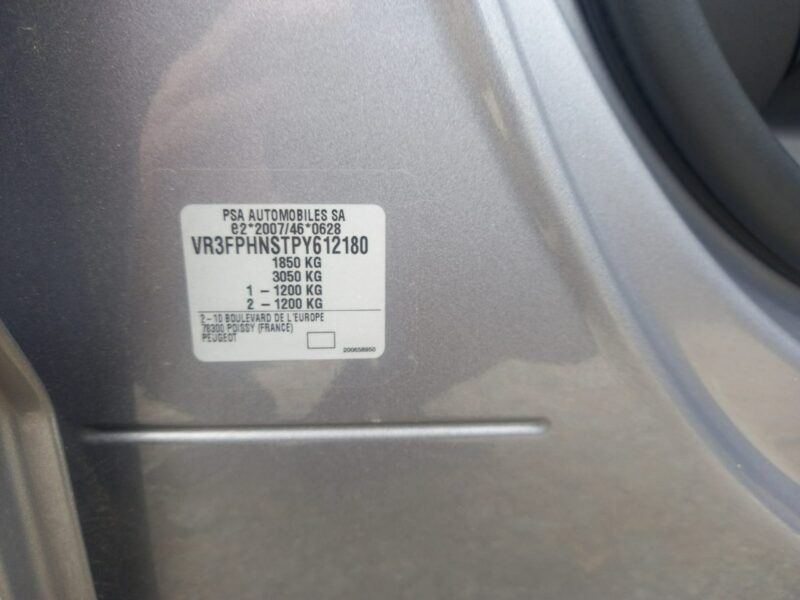 PSA AUTOMOBILES SA
e2*2007/46*0628
VR3FPHNSTPY612180
1850 KG
3050 KG
1 – 1200 KG
2 – 1200 KG
2–10 BOULEVARD DE L'EUROPE
78300 POISSY (FRANCE)
PEUGEOT
200658950